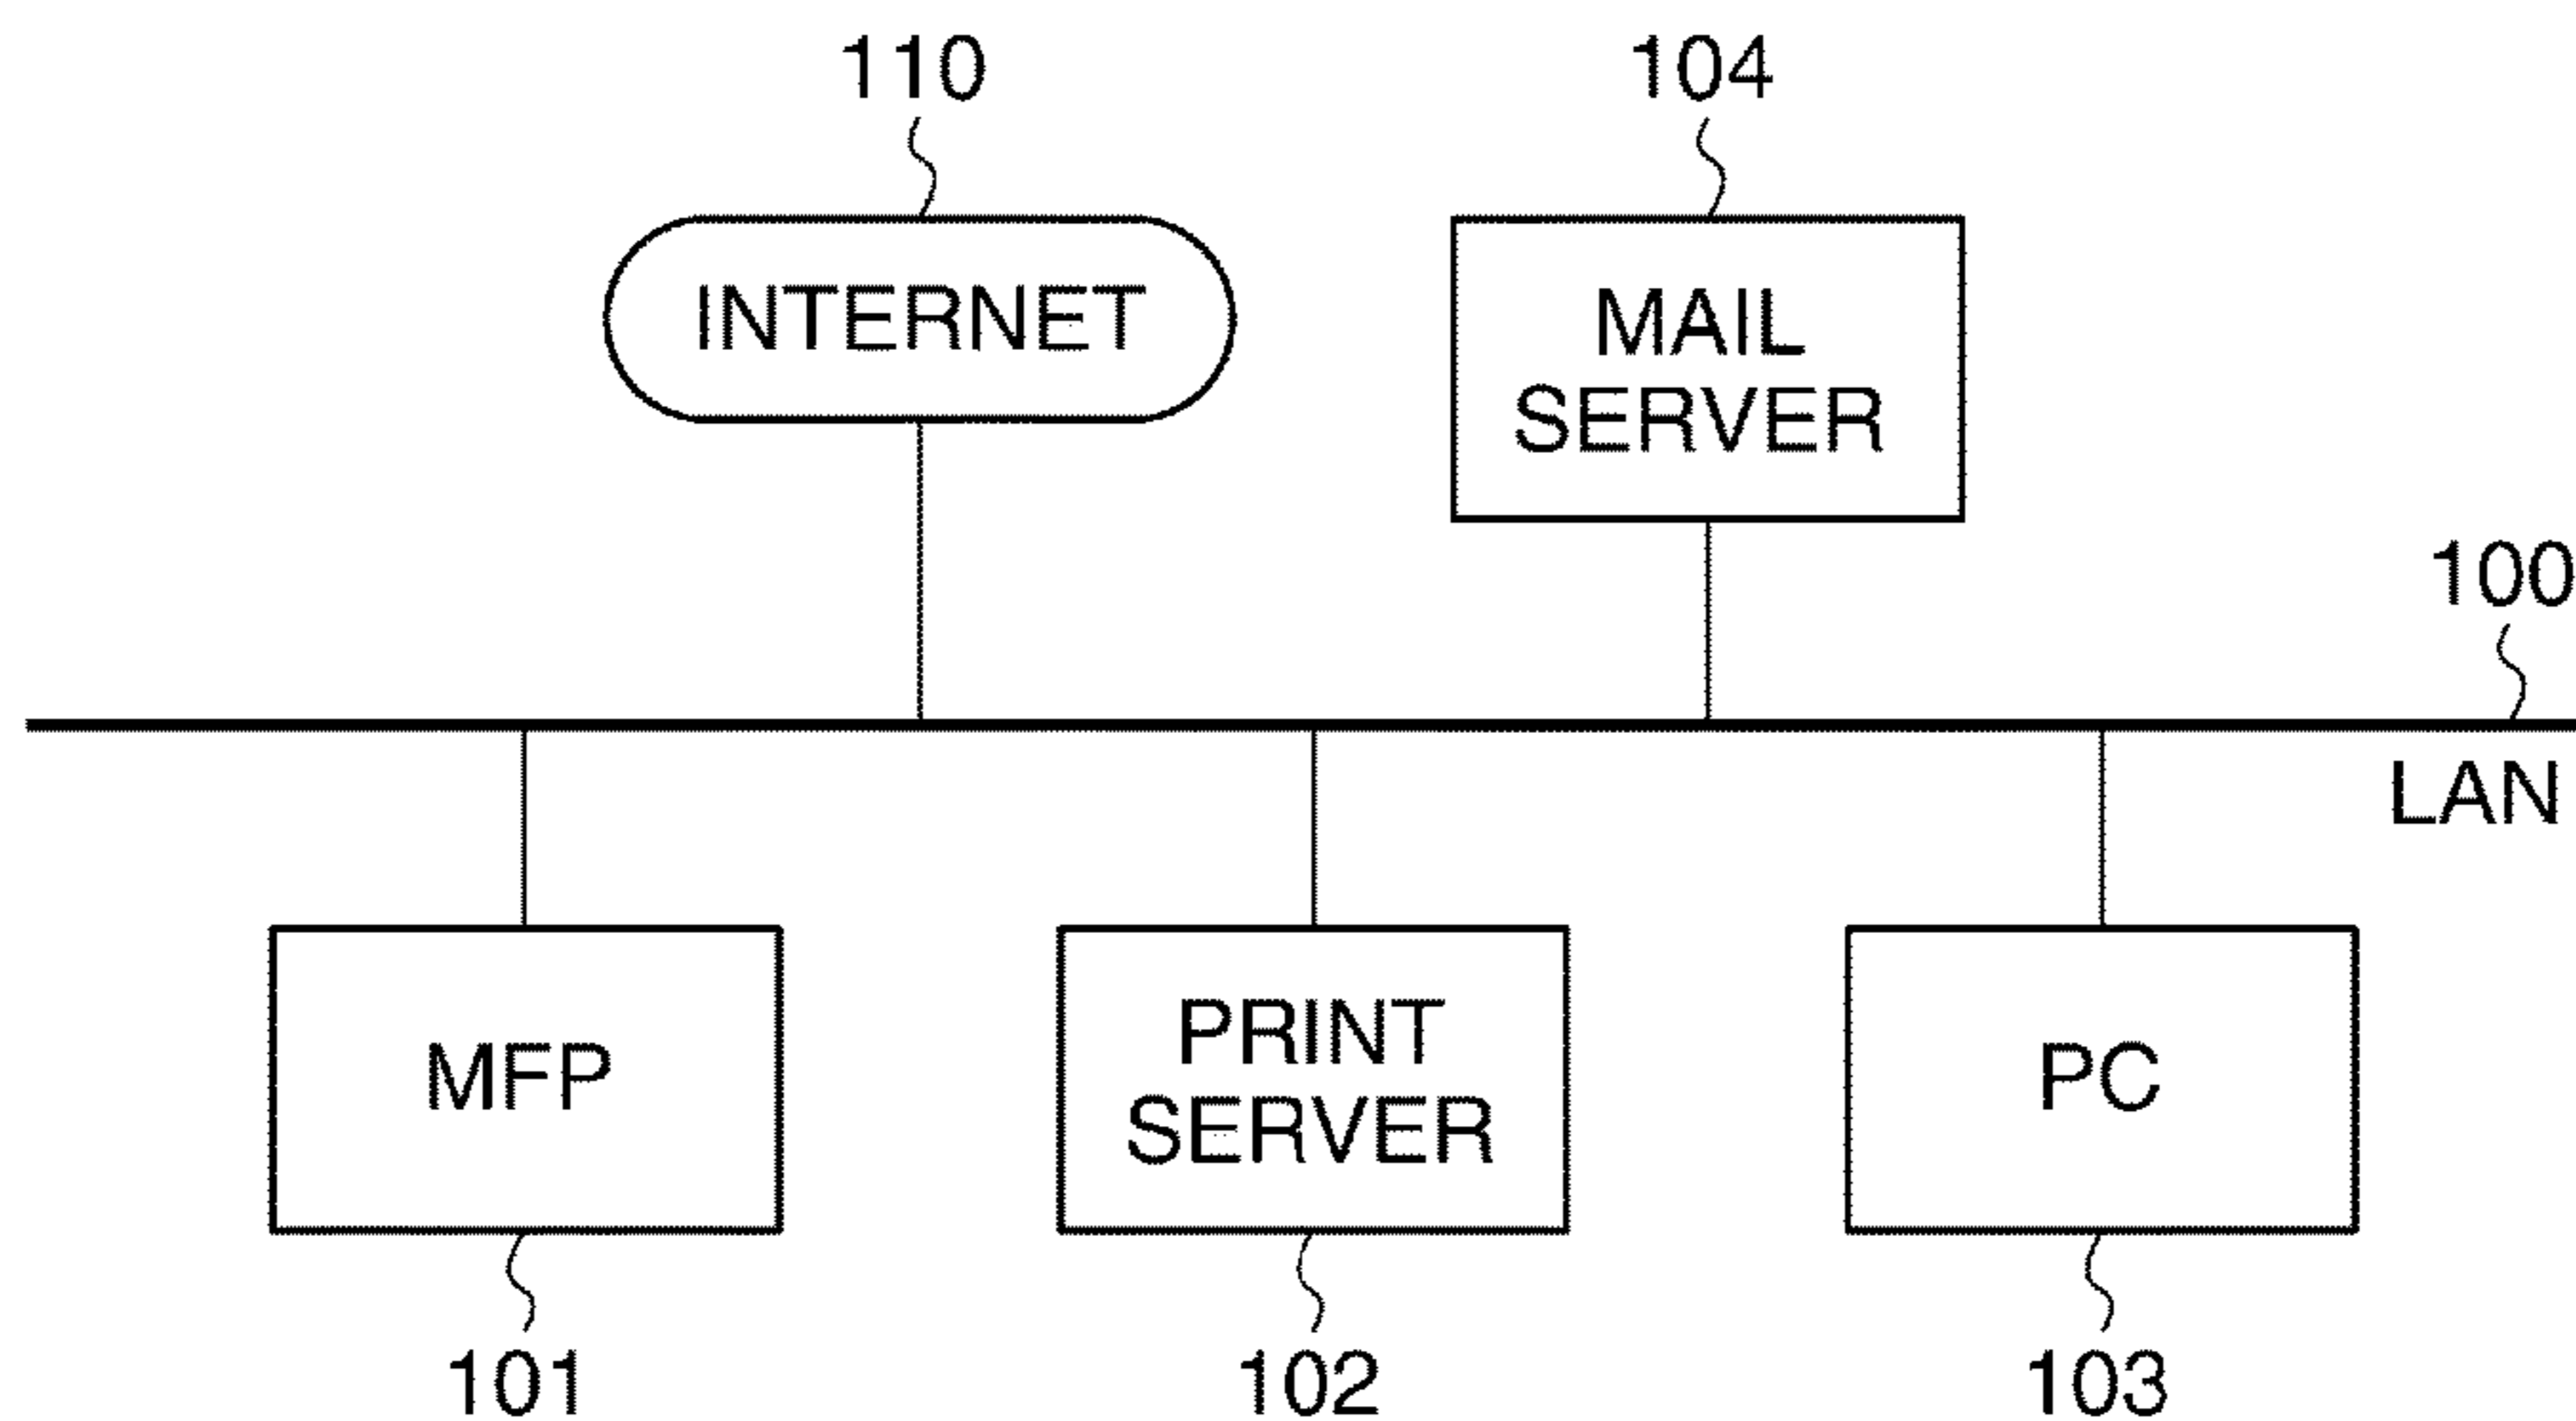 110
104
INTERNET
MAIL
SERVER
100
LAN
MFP
PRINT
SERVER
PC
101
102
103